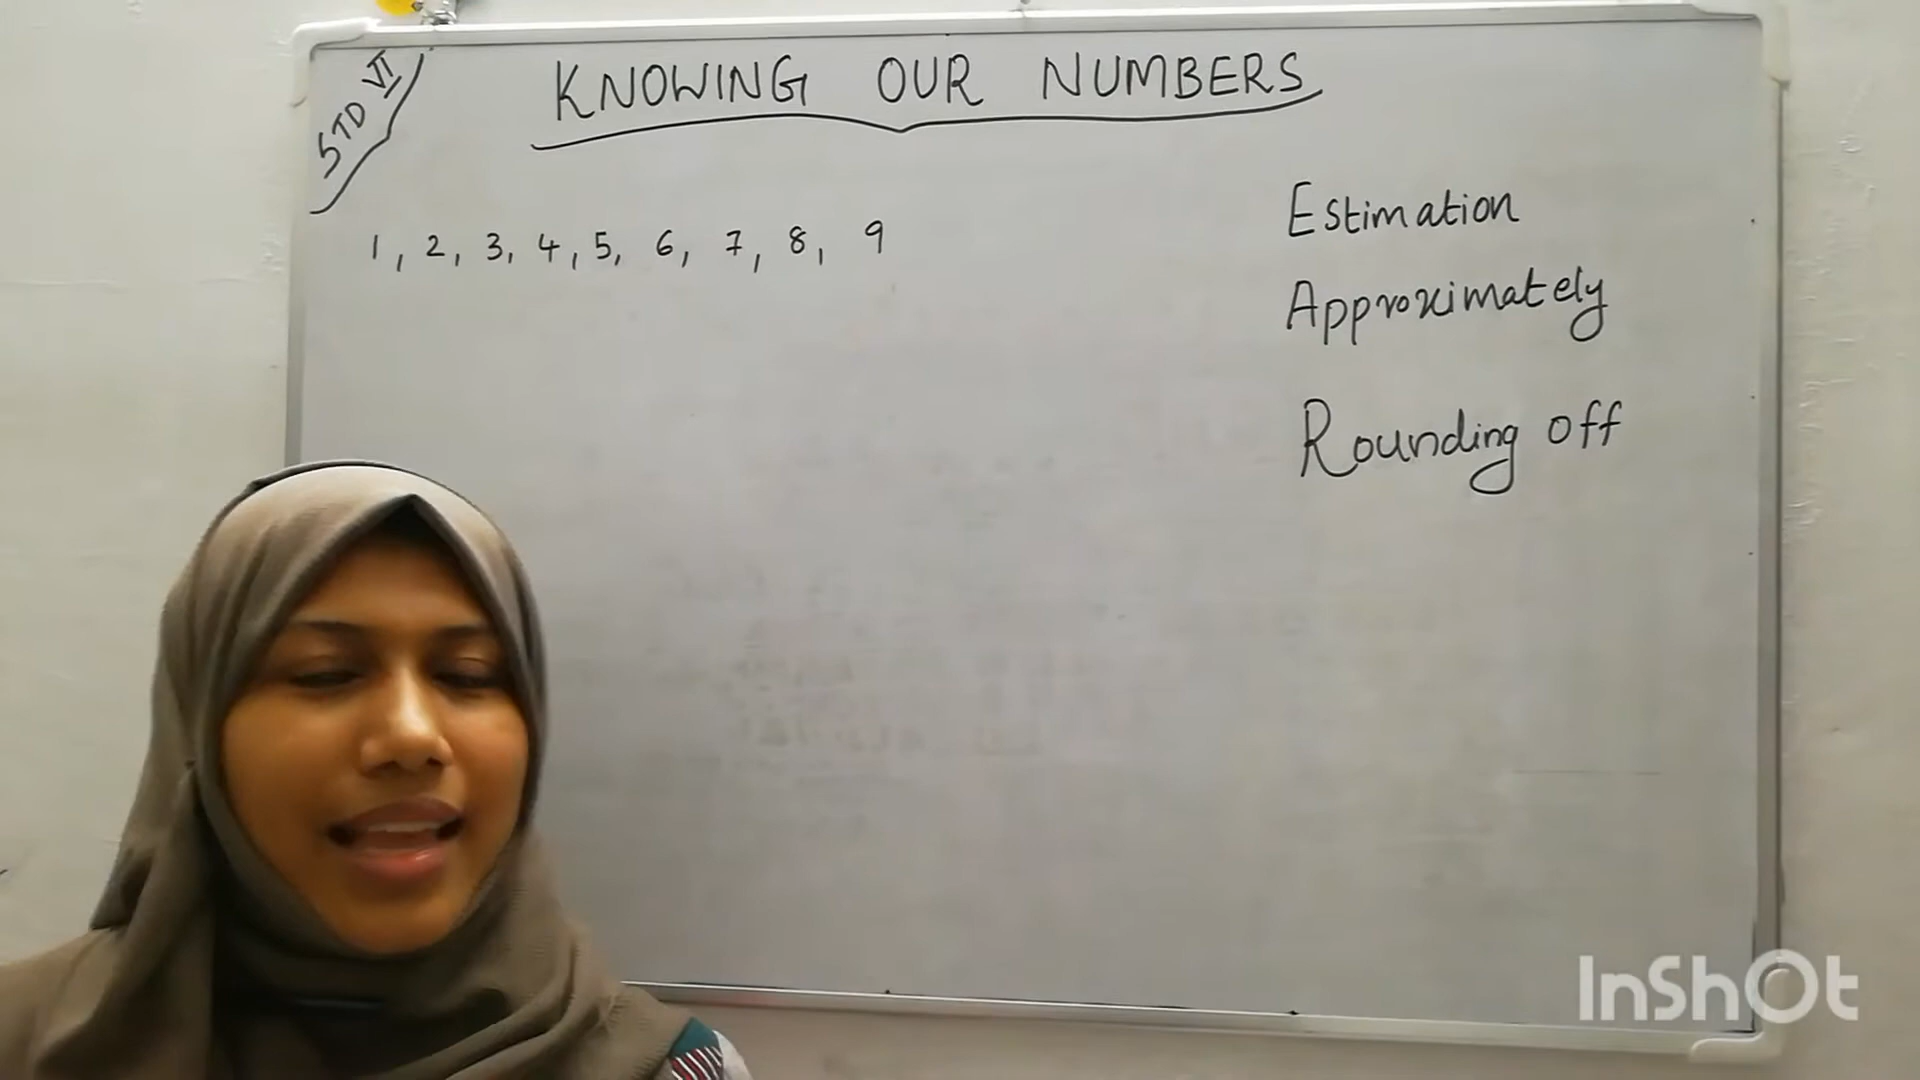 STD VI
KNOWING OUR NUMBERS
1, 2, 3, 4, 5, 6, 7, 8, 9
Estimation
Approximately
Rounding off
InShOt